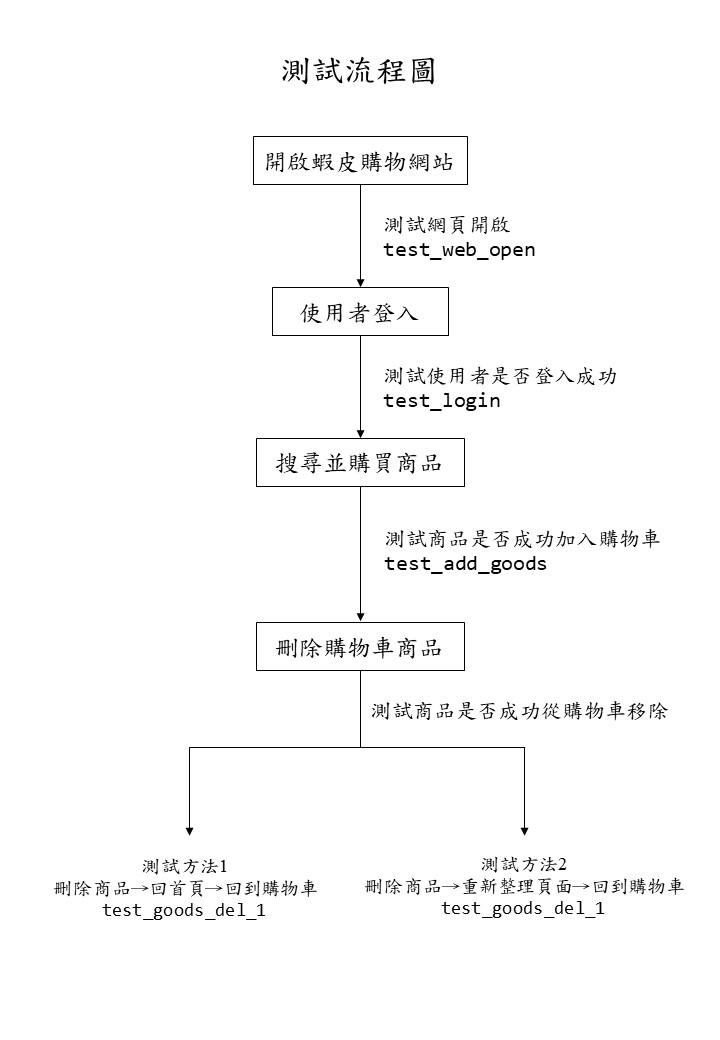 測試流程圖
開啟蝦皮購物網站
測試網頁開啟
test_web_open
使用者登入
測試使用者是否登入成功
test_login
搜尋並購買商品
測試商品是否成功加入購物車
test_add_goods
刪除購物車商品
測試商品是否成功從購物車移除
測試方法1
刪除商品→回首頁→回到購物車
test_goods_del_1
測試方法2
刪除商品→重新整理頁面→回到購物車
test_goods_del_1